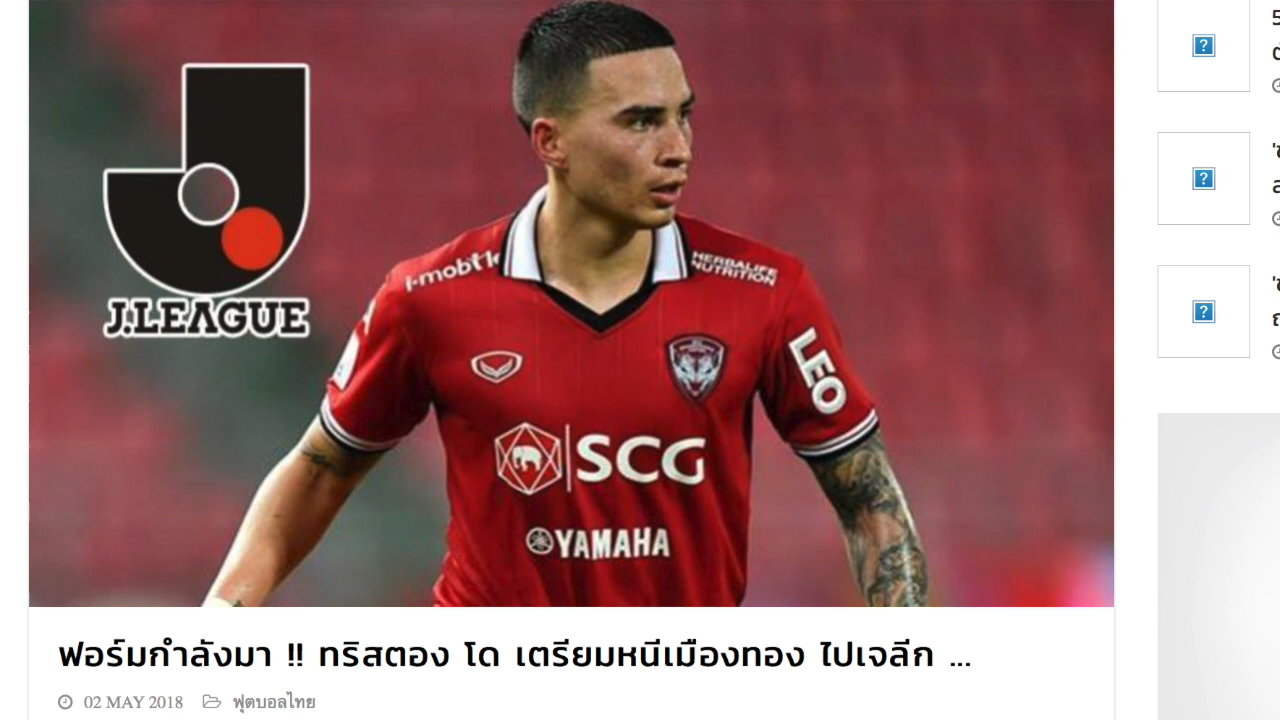 J.LEAGUE
i-mobile
HERBALIFE
NUTRITION
LEO
SCG
YAMAHA
ฟอร์มกำลังมา !! ทริสตอง โด เตรียมหนีเมืองทอง ไปเจลีก ...
02 MAY 2018 ฟุตบอลไทย